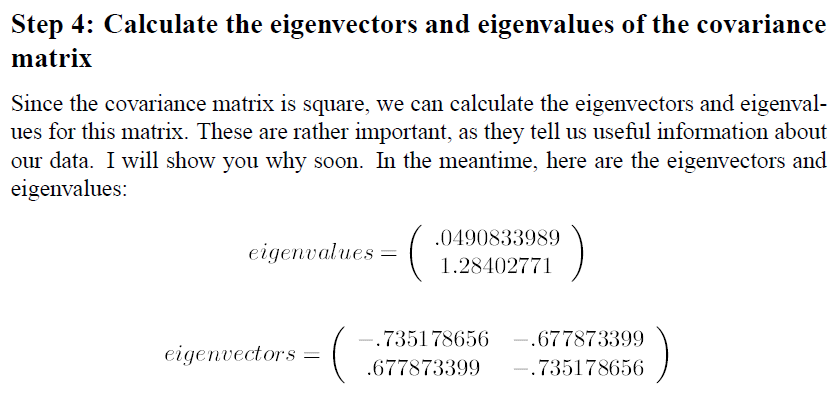 Step 4: Calculate the eigenvectors and eigenvalues of the covariance
matrix
Since the covariance matrix is square, we can calculate the eigenvectors and eigenval-
ues for this matrix. These are rather important, as they tell us useful information about
our data. I will show you why soon. In the meantime, here are the eigenvectors and
eigenvalues:
eigenvalues = ( .0490833989
1.28402771 )
eigenvectors = ( −.735178656 −.677873399
.677873399 −.735178656 )